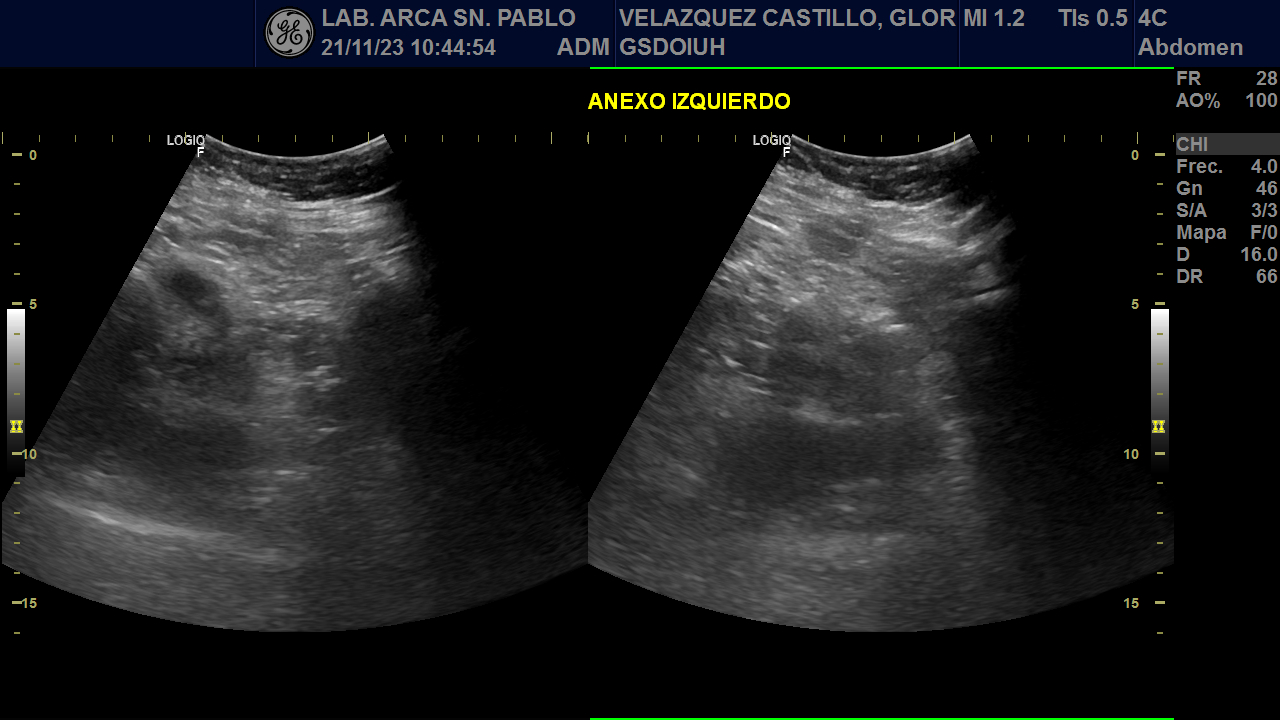 LAB. ARCA SN. PABLO
21/11/23 10:44:54 ADM
VELAZQUEZ CASTILLO, GLOR
GSDOIUH
MI 1.2 TIs 0.5
4C
Abdomen
ANEXO IZQUIERDO
LOGIQ
F
LOGIQ
F
0
5
10
15
0
5
10
15
FR 28
AO% 100
CHI
Frec. 4.0
Gn 46
S/A 3/3
Mapa F/0
D 16.0
DR 66